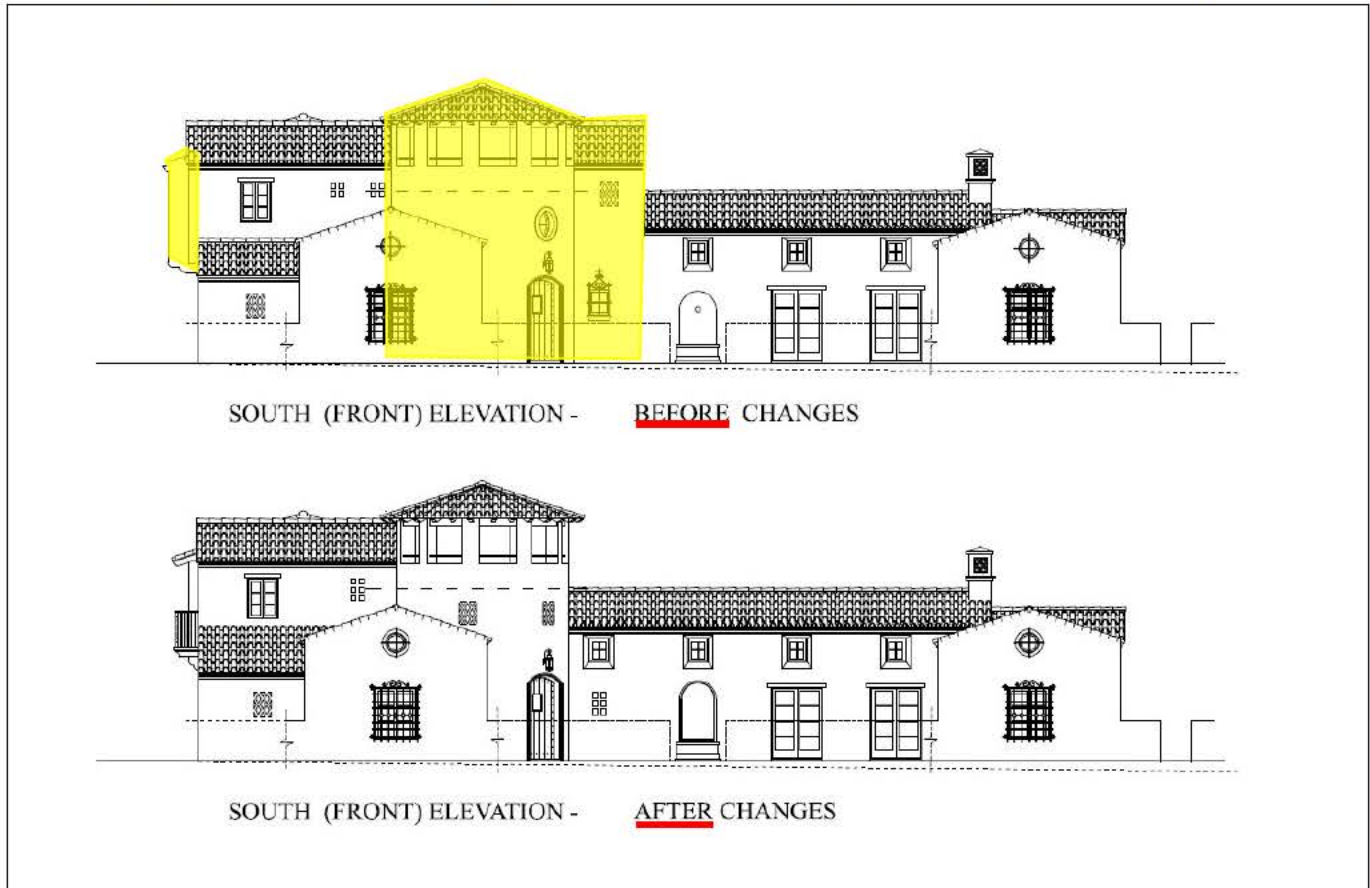 SOUTH (FRONT) ELEVATION - BEFORE CHANGES
SOUTH (FRONT) ELEVATION - AFTER CHANGES